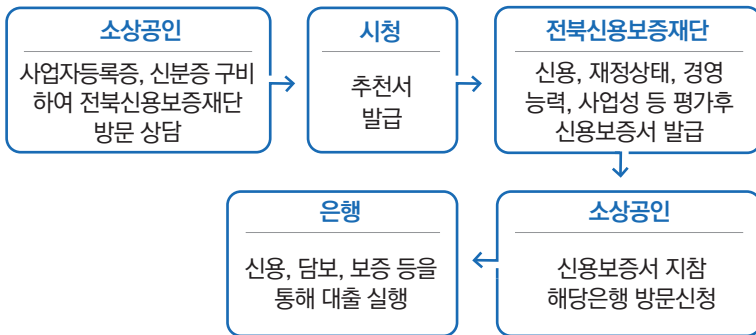 소상공인
사업자등록증, 신분증 구비
하여 전북신용보증재단
방문 상담
시청
추천서
발급
전북신용보증재단
신용, 재정상태, 경영
능력, 사업성 등 평가후
신용보증서 발급
소상공인
신용보증서 지참
해당은행 방문신청
은행
신용, 담보, 보증 등을
통해 대출 실행